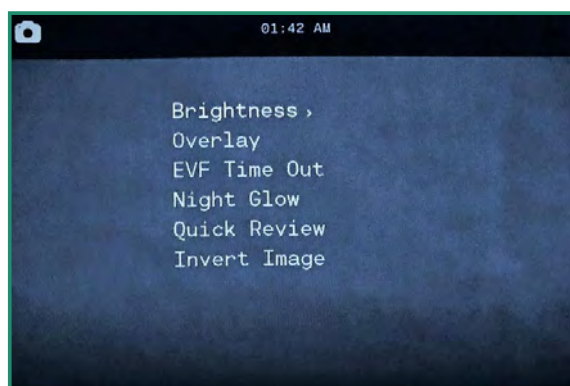 01:42 AM
Brightness ›
Overlay
EVF Time Out
Night Glow
Quick Review
Invert Image